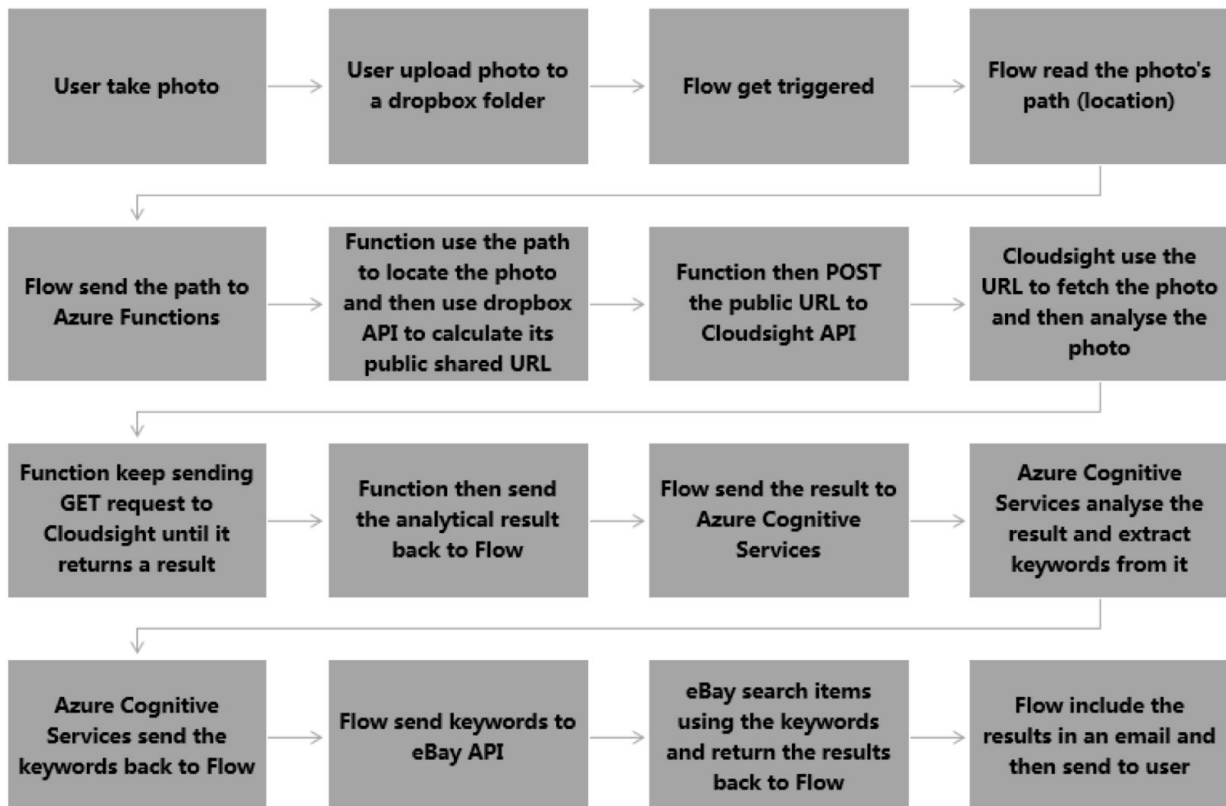 User take photo
User upload photo to
a dropbox folder
Flow get triggered
Flow read the photo's
path (location)
Flow send the path to
Azure Functions
Function use the path
to locate the photo
and then use dropbox
API to calculate its
public shared URL
Function then POST
the public URL to
Cloudsight API
Cloudsight use the
URL to fetch the photo
and then analyse the
photo
Function keep sending
GET request to
Cloudsight until it
returns a result
Function then send
the analytical result
back to Flow
Flow send the result to
Azure Cognitive
Services
Azure Cognitive
Services analyse the
result and extract
keywords from it
Azure Cognitive
Services send the
keywords back to Flow
Flow send keywords to
eBay API
eBay search items
using the keywords
and return the results
back to Flow
Flow include the
results in an email and
then send to user